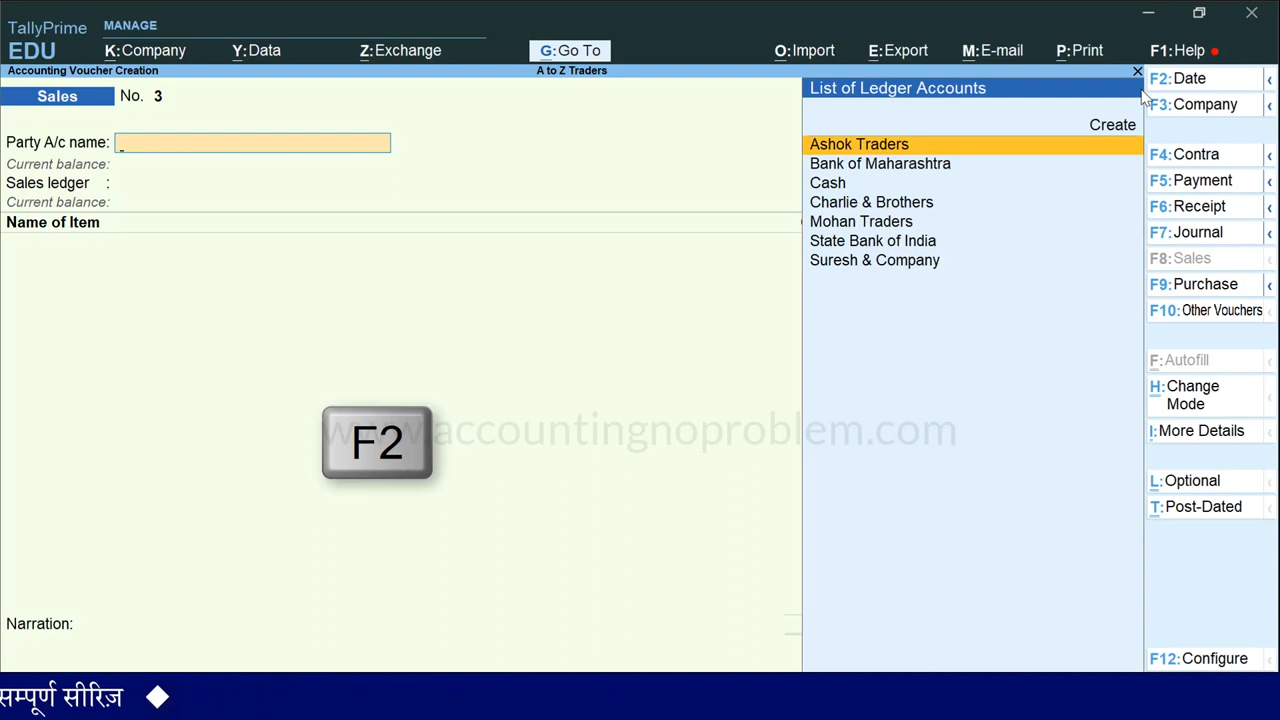 TallyPrime
EDU
MANAGE
K:Company
Y:Data
Z:Exchange
G:Go To
O:Import
E:Export
M:E-mail
P:Print
F1:Help
Accounting Voucher Creation
A to Z Traders
Sales
No. 3
Party A/c name:
Current balance:
Sales ledger :
Current balance:
Name of Item
Narration:
List of Ledger Accounts
Create
Ashok Traders
Bank of Maharashtra
Cash
Charlie & Brothers
Mohan Traders
State Bank of India
Suresh & Company
F2:Date
F3:Company
F4:Contra
F5:Payment
F6:Receipt
F7:Journal
F8:Sales
F9:Purchase
F10:Other Vouchers
F:Autofill
H:Change
Mode
I:More Details
L:Optional
T:Post-Dated
F12:Configure
F2
www.accountingnoproblem.com
सम्पूर्ण सीरिज़